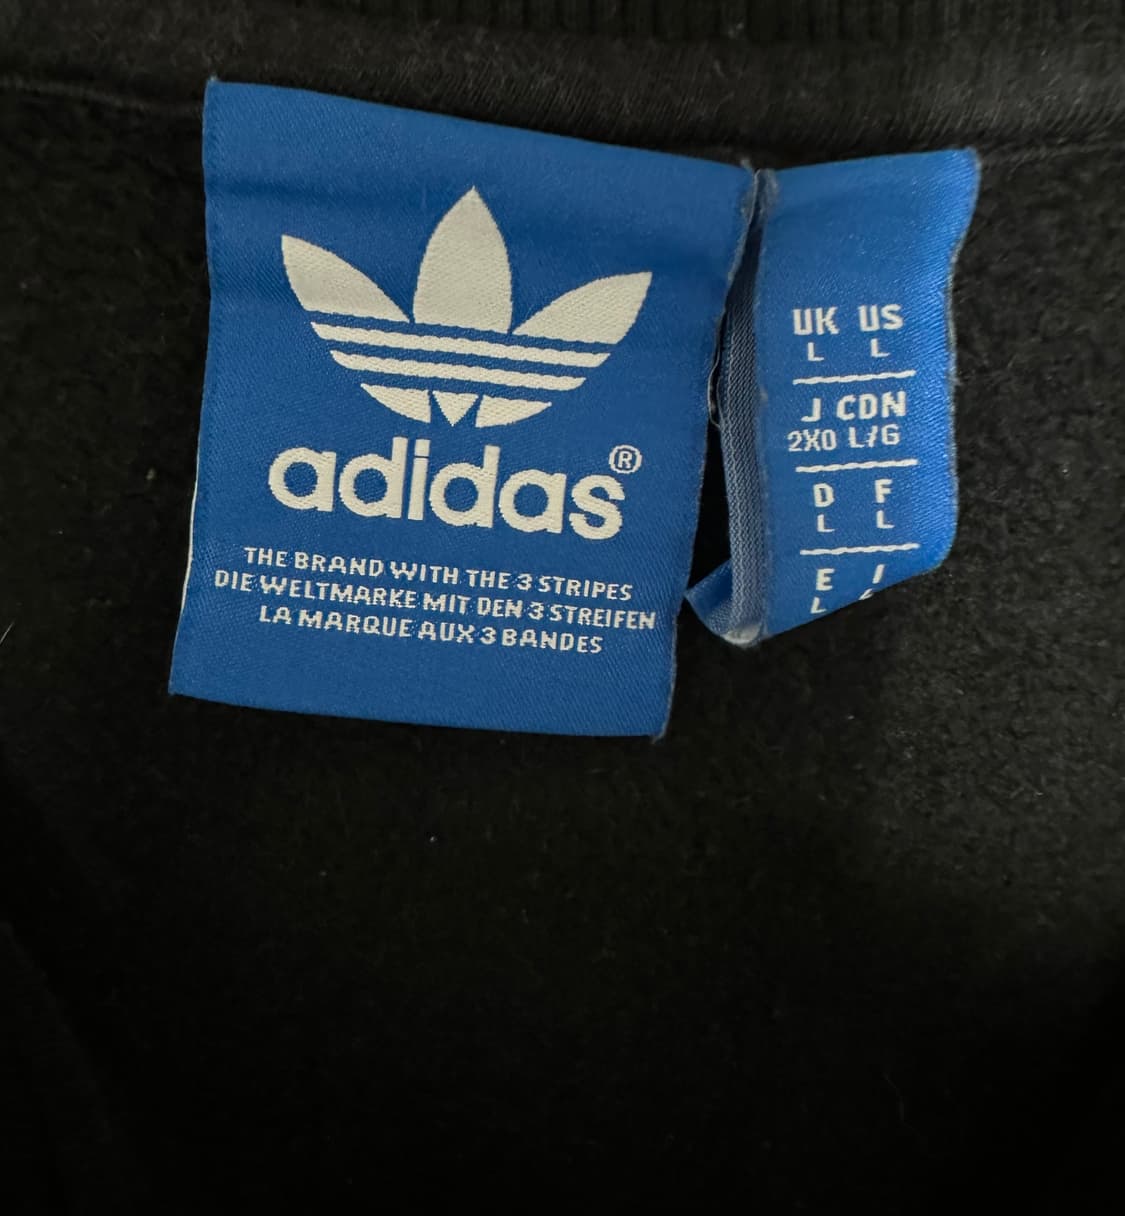 adidas®
THE BRAND WITH THE 3 STRIPES
DIE WELTMARKE MIT DEN 3 STREIFEN
LA MARQUE AUX 3 BANDES
UK US
L L
J CDN
2XO L/G
D F
L L
E I
L